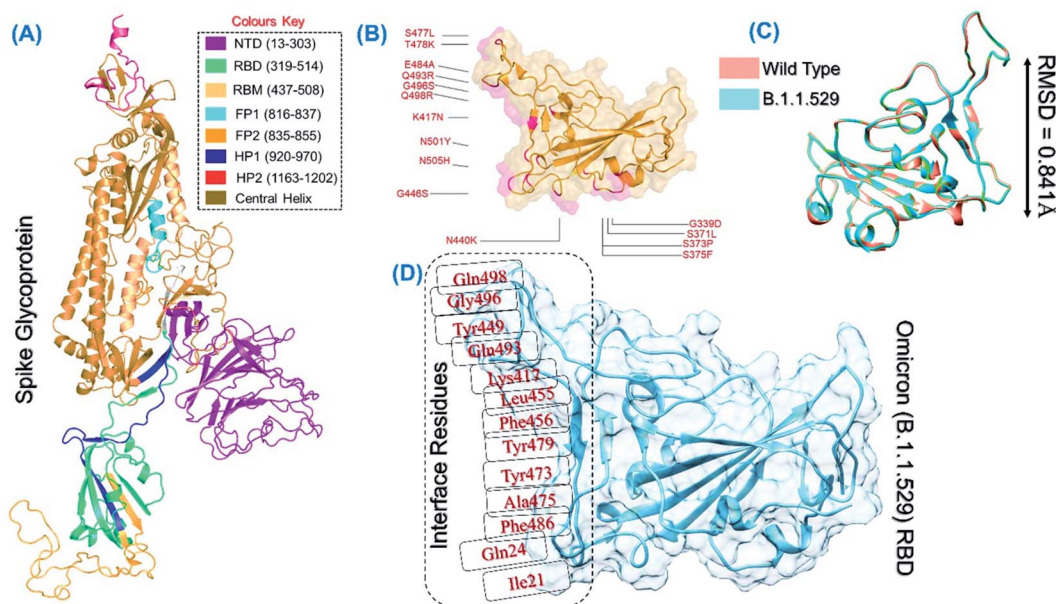 (A)
Spike Glycoprotein
Colours Key
NTD (13-303)
RBD (319-514)
RBM (437-508)
FP1 (816-837)
FP2 (835-855)
HP1 (920-970)
HP2 (1163-1202)
Central Helix
(B)
S477L
T478K
E484A
Q493R
G496S
Q498R
K417N
N501Y
N505H
G446S
N440K
G339D
S371L
S373P
S375F
(C)
Wild Type
B.1.1.529
RMSD = 0.841Å
(D)
Interface Residues
Gln498
Gly496
Tyr449
Gln493
Lys417
Leu455
Phe456
Tyr479
Tyr473
Ala475
Phe486
Gln24
Ile21
Omicron (B.1.1.529) RBD